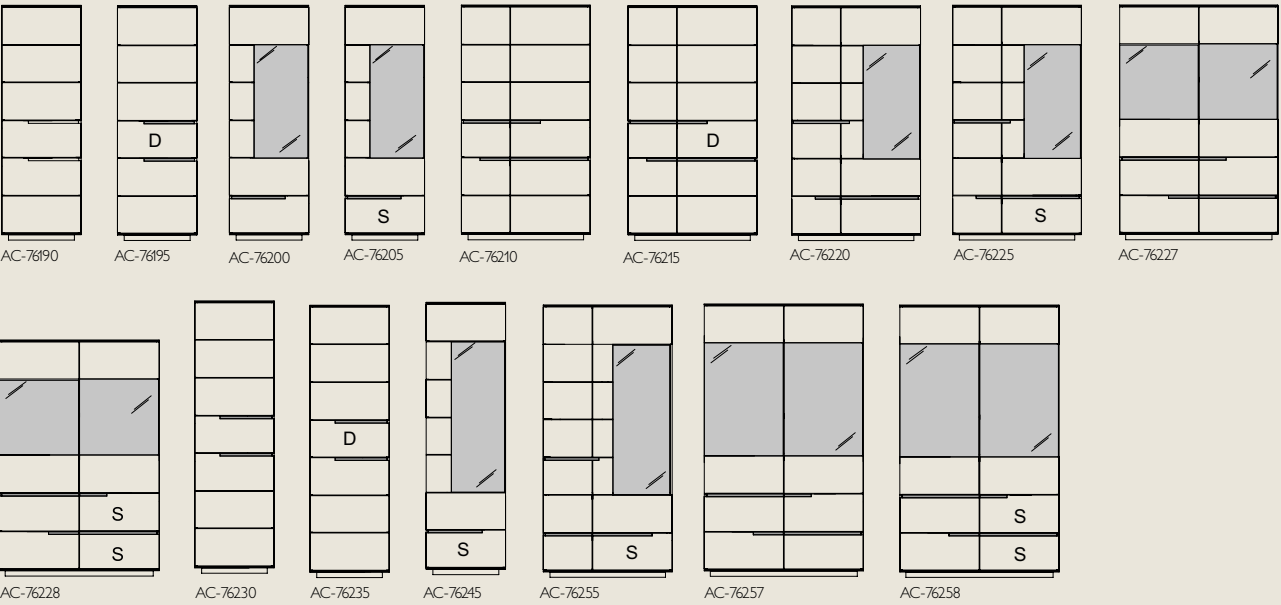 D
D
S
S
AC-76190
AC-76195
AC-76200
AC-76205
AC-76210
AC-76215
AC-76220
AC-76225
AC-76227
D
S
S
S
S
S
S
AC-76228
AC-76230
AC-76235
AC-76245
AC-76255
AC-76257
AC-76258